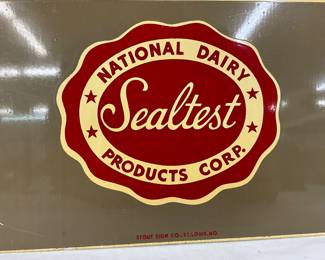 NATIONAL DAIRY
Sealtest
PRODUCTS CORP.
STOUT SIGN CO., ST. LOUIS, MO.